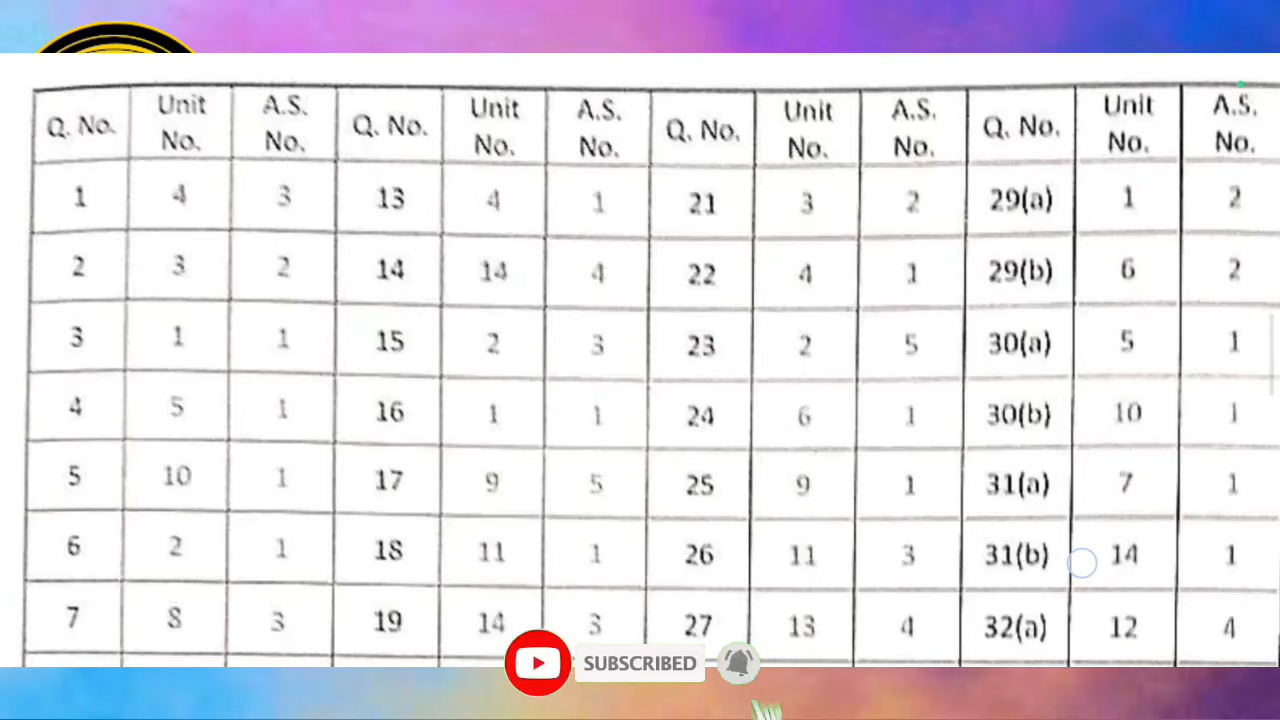 Q. No. Unit No. A.S. No. Q. No. Unit No. A.S. No. Q. No. Unit No. A.S. No. Q. No. Unit No. A.S. No.
1 4 3 13 4 1 21 3 2 29(a) 1 2
2 3 2 14 14 4 22 4 1 29(b) 6 2
3 1 1 15 2 3 23 2 5 30(a) 5 1
4 5 1 16 1 1 24 6 1 30(b) 10 1
5 10 1 17 9 5 25 9 1 31(a) 7 1
6 2 1 18 11 1 26 11 3 31(b) 14 1
7 8 3 19 14 3 27 13 4 32(a) 12 4
SUBSCRIBED